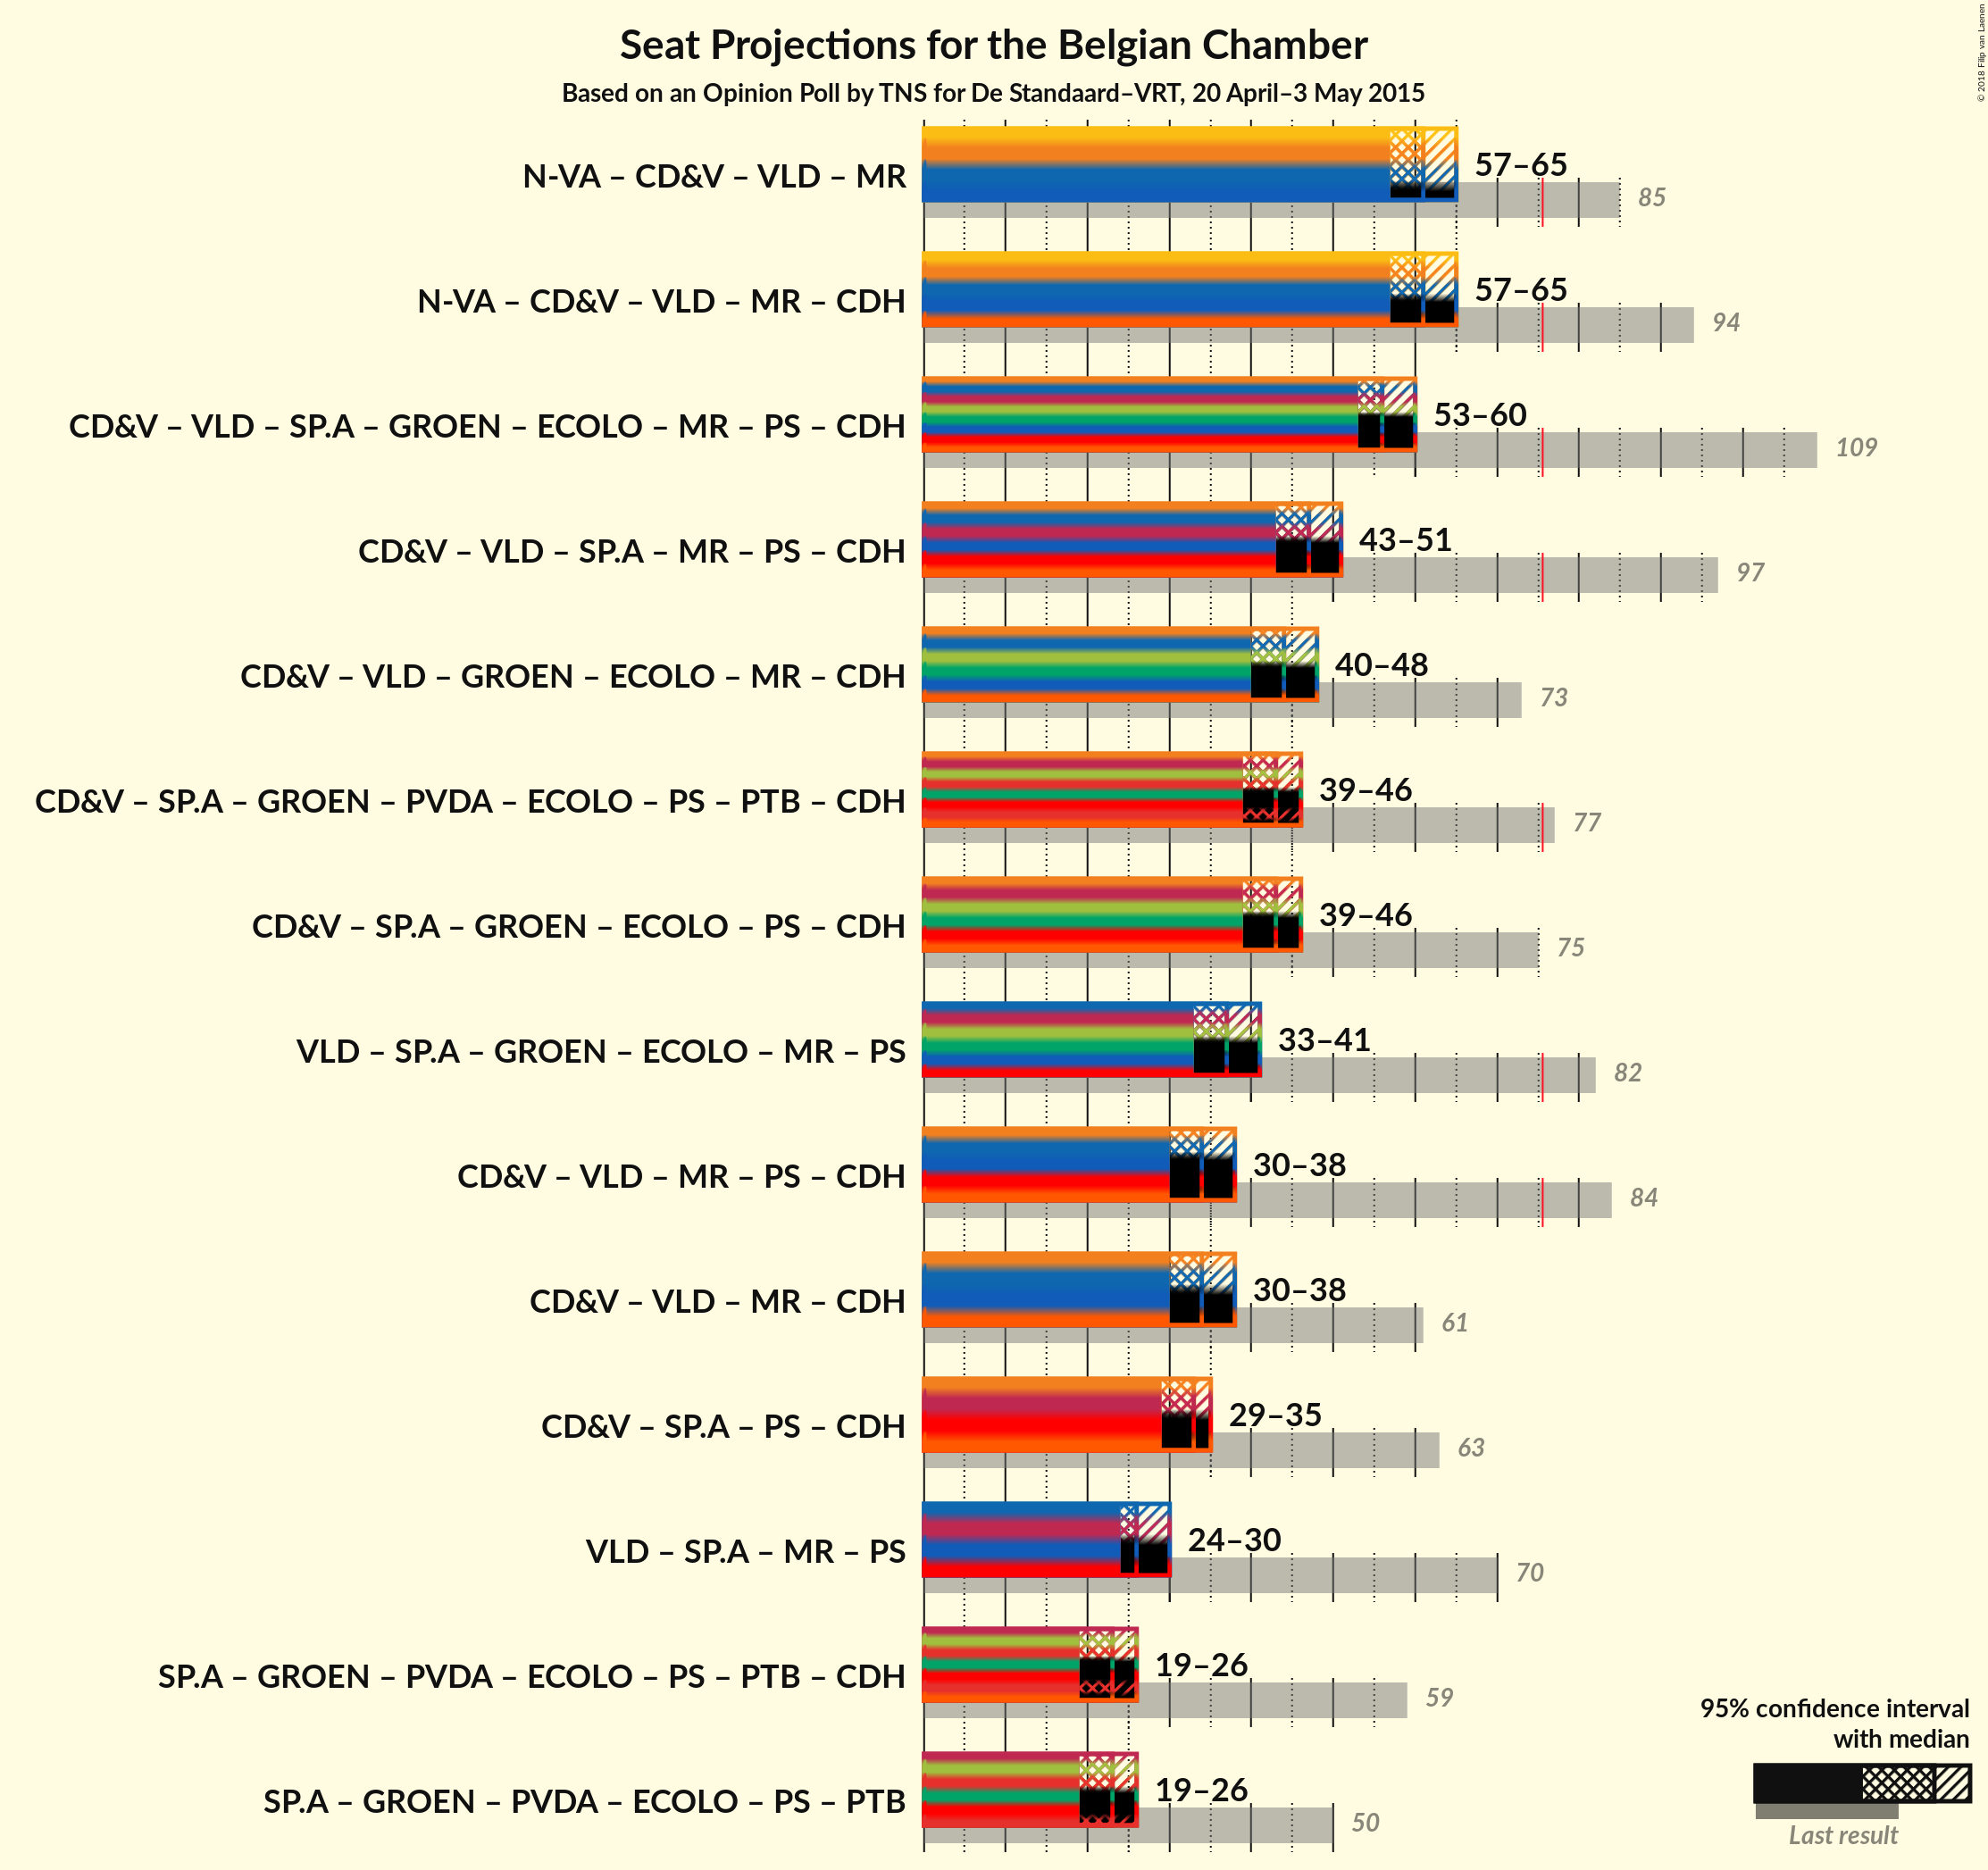 Seat Projections for the Belgian Chamber
Based on an Opinion Poll by TNS for De Standaard–VRT, 20 April–3 May 2015
© 2018 Filip van Laenen
N-VA – CD&V – VLD – MR
57–65
85
N-VA – CD&V – VLD – MR – CDH
57–65
94
CD&V – VLD – SP.A – GROEN – ECOLO – MR – PS – CDH
53–60
109
CD&V – VLD – SP.A – MR – PS – CDH
43–51
97
CD&V – VLD – GROEN – ECOLO – MR – CDH
40–48
73
CD&V – SP.A – GROEN – PVDA – ECOLO – PS – PTB – CDH
39–46
77
CD&V – SP.A – GROEN – ECOLO – PS – CDH
39–46
75
VLD – SP.A – GROEN – ECOLO – MR – PS
33–41
82
CD&V – VLD – MR – PS – CDH
30–38
84
CD&V – VLD – MR – CDH
30–38
61
CD&V – SP.A – PS – CDH
29–35
63
VLD – SP.A – MR – PS
24–30
70
SP.A – GROEN – PVDA – ECOLO – PS – PTB – CDH
19–26
59
SP.A – GROEN – PVDA – ECOLO – PS – PTB
19–26
50
95% confidence interval
with median
Last result